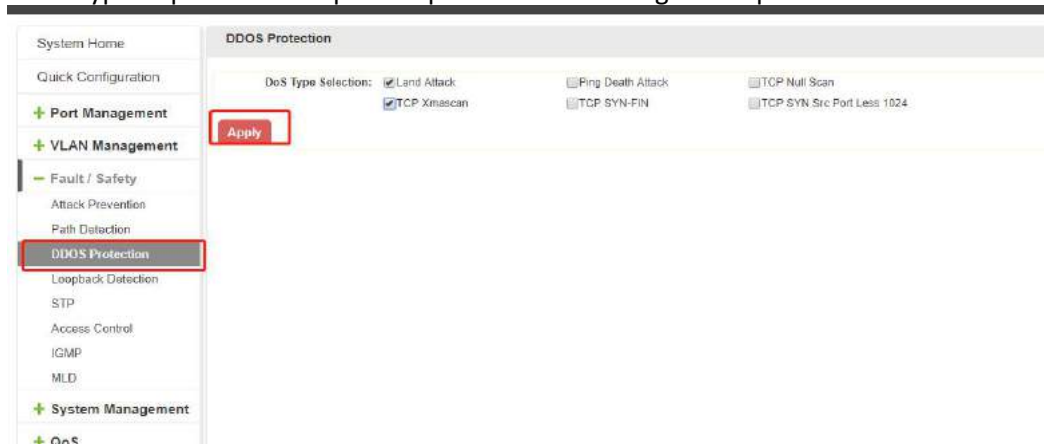 System Home
Quick Configuration
+ Port Management
+ VLAN Management
− Fault / Safety
Attack Prevention
Path Detection
DDOS Protection
Loopback Detection
STP
Access Control
IGMP
MLD
+ System Management
+ QoS
DDOS Protection
DoS Type Selection: Land Attack Ping Death Attack TCP Null Scan
TCP Xmascan TCP SYN-FIN TCP SYN Src Port Less 1024
Apply